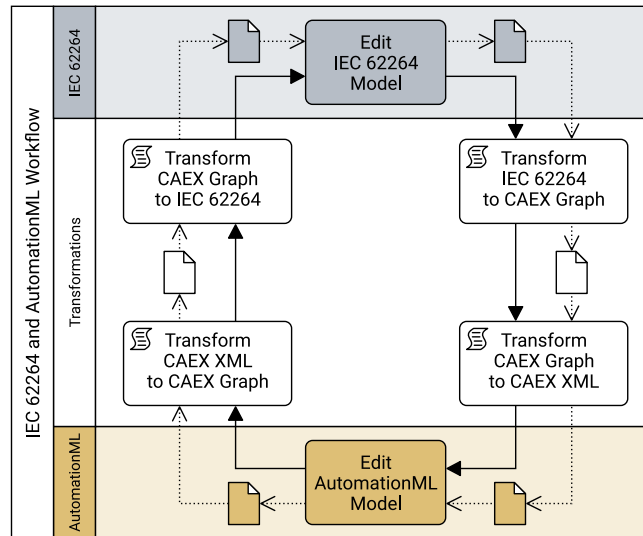 IEC 62264 and AutomationML Workflow
IEC 62264
Edit
IEC 62264
Model
Transformations
Transform
CAEX Graph
to IEC 62264
Transform
IEC 62264
to CAEX Graph
Transform
CAEX XML
to CAEX Graph
Transform
CAEX Graph
to CAEX XML
AutomationML
Edit
AutomationML
Model